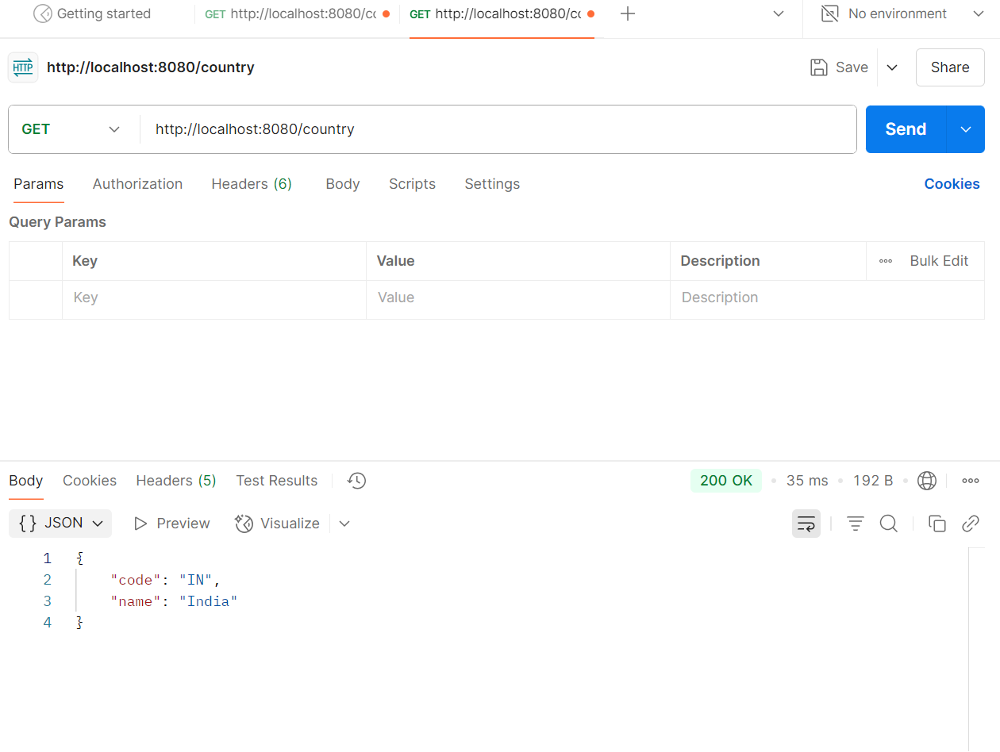 Getting started GET http://localhost:8080/cc GET http://localhost:8080/cc No environment
HTTP http://localhost:8080/country Save Share
GET http://localhost:8080/country Send
Params Authorization Headers (6) Body Scripts Settings Cookies
Query Params
Key Value Description Bulk Edit
Key Value Description
Body Cookies Headers (5) Test Results 200 OK 35 ms 192 B
{} JSON Preview Visualize
1 {
2 "code": "IN",
3 "name": "India"
4 }